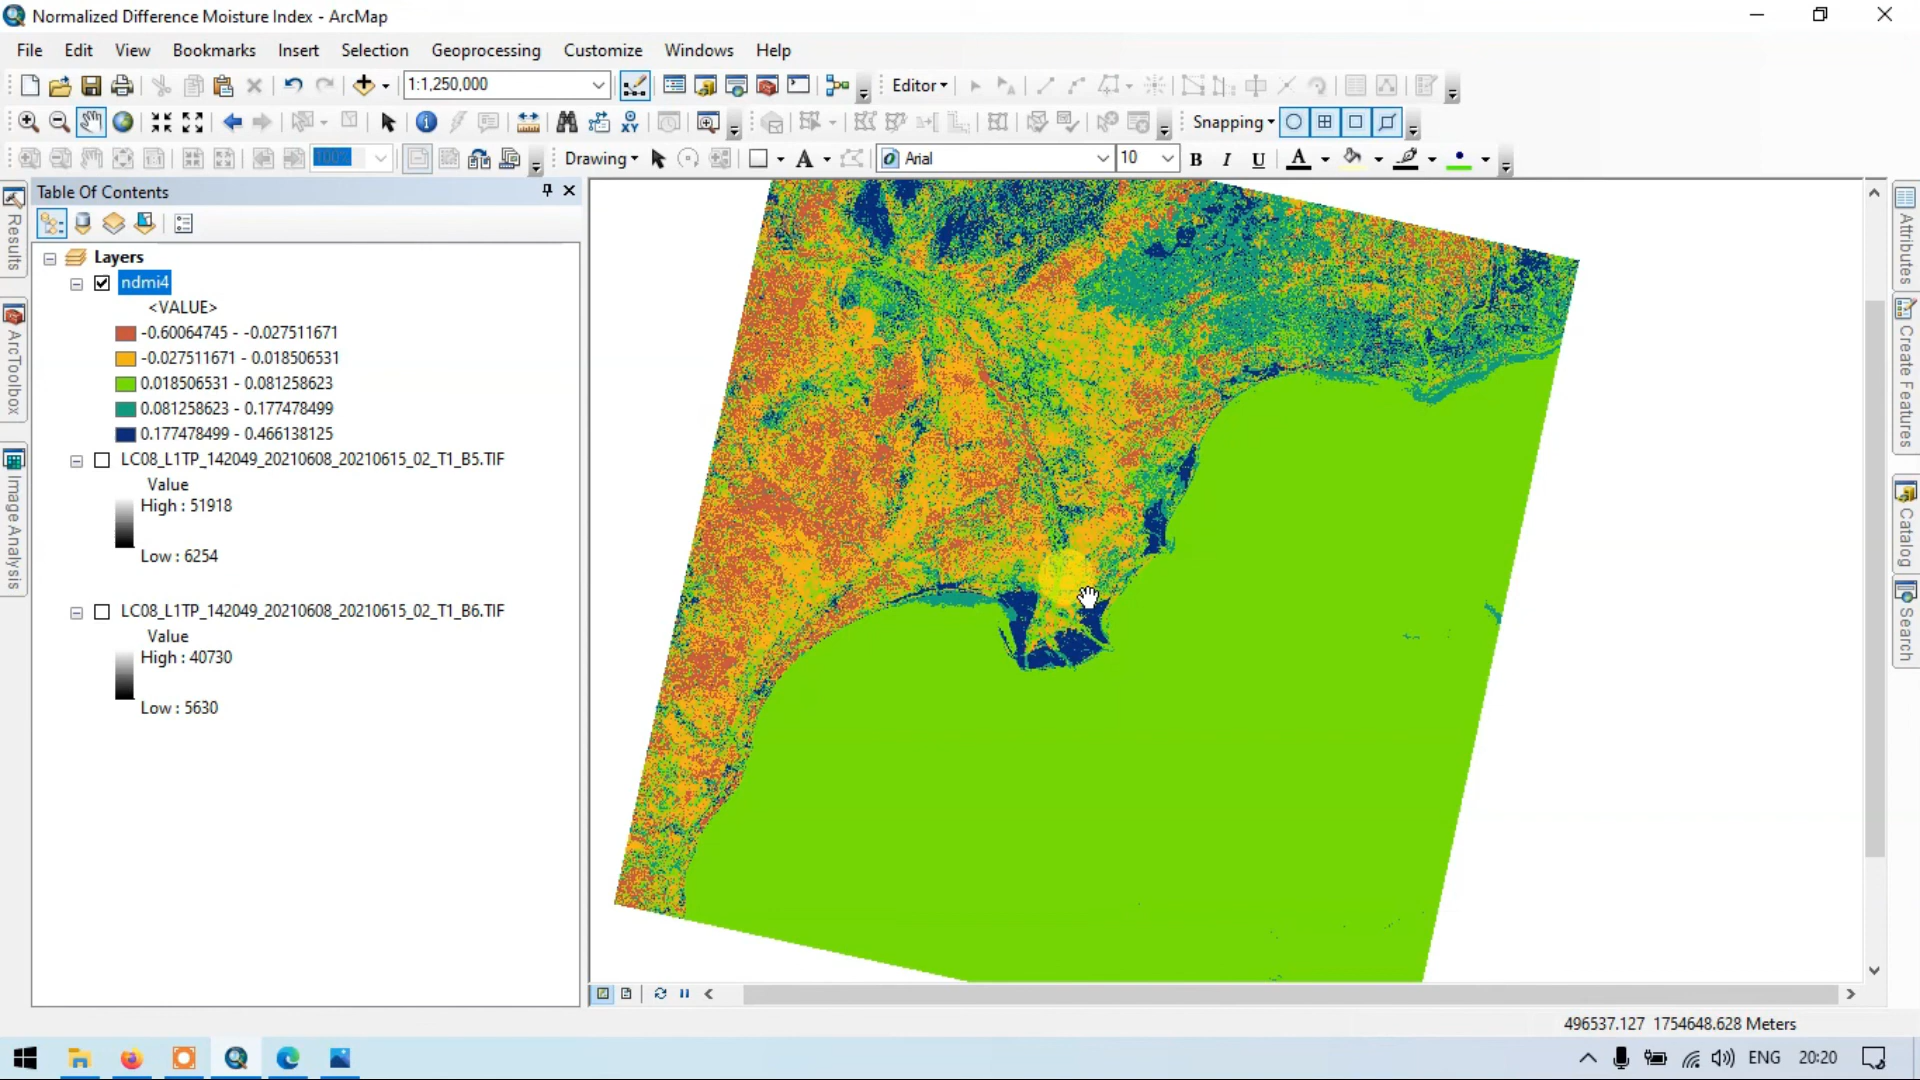 Normalized Difference Moisture Index - ArcMap
File Edit View Bookmarks Insert Selection Geoprocessing Customize Windows Help
1:1,250,000
Editor
Snapping
100%
Drawing
A
Arial
10
B I U A
Table Of Contents
Results
ArcToolbox
Image Analysis
Layers
ndmi4
<VALUE>
-0.60064745 - -0.027511671
-0.027511671 - 0.018506531
0.018506531 - 0.081258623
0.081258623 - 0.177478499
0.177478499 - 0.466138125
LC08_L1TP_142049_20210608_20210615_02_T1_B5.TIF
Value
High : 51918
Low : 6254
LC08_L1TP_142049_20210608_20210615_02_T1_B6.TIF
Value
High : 40730
Low : 5630
Attributes
Create Features
Catalog
Search
496537.127 1754648.628 Meters
ENG 20:20